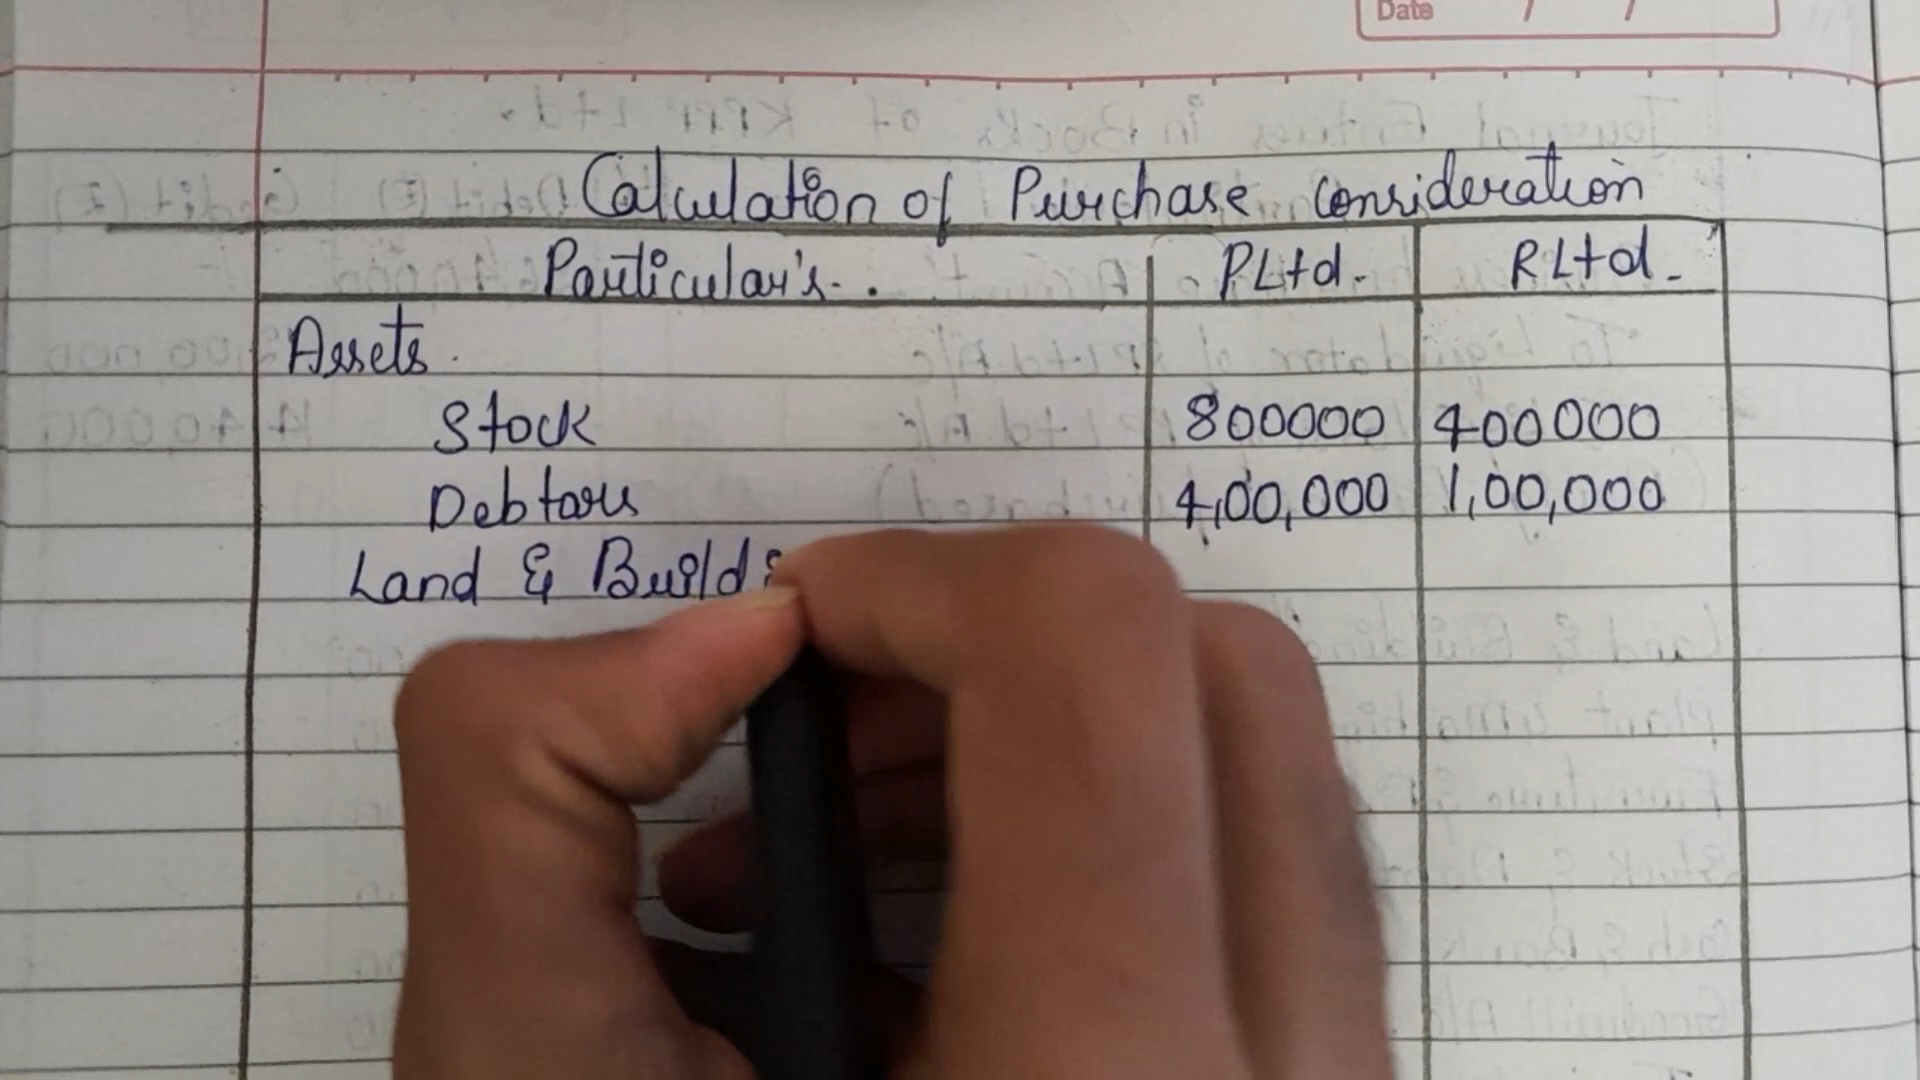 Date / /
Calculation of Purchase consideration
Particular's. P Ltd. R Ltd.
Assets.
Stock 800000 400000
Debtors 4,00,000 1,00,000
Land & Buildi